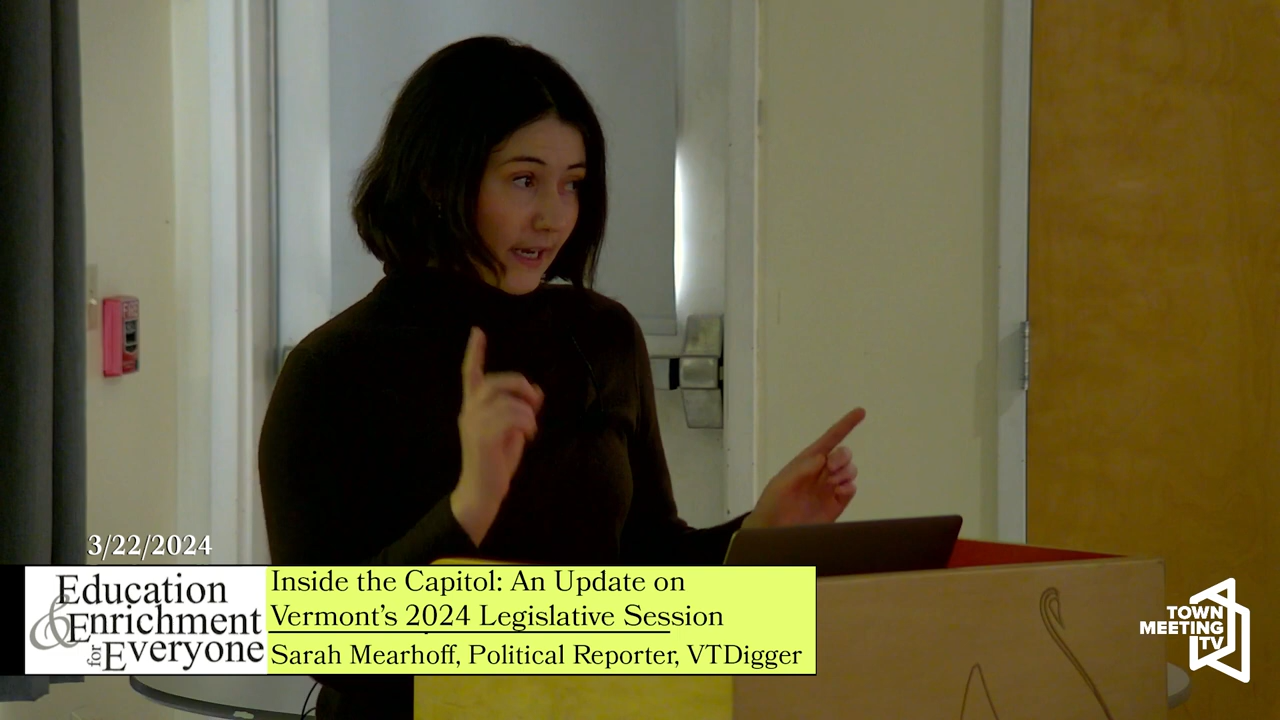 3/22/2024
Education
& Enrichment
for Everyone
Inside the Capitol: An Update on
Vermont's 2024 Legislative Session
Sarah Mearhoff, Political Reporter, VTDigger
TOWN
MEETING
TV